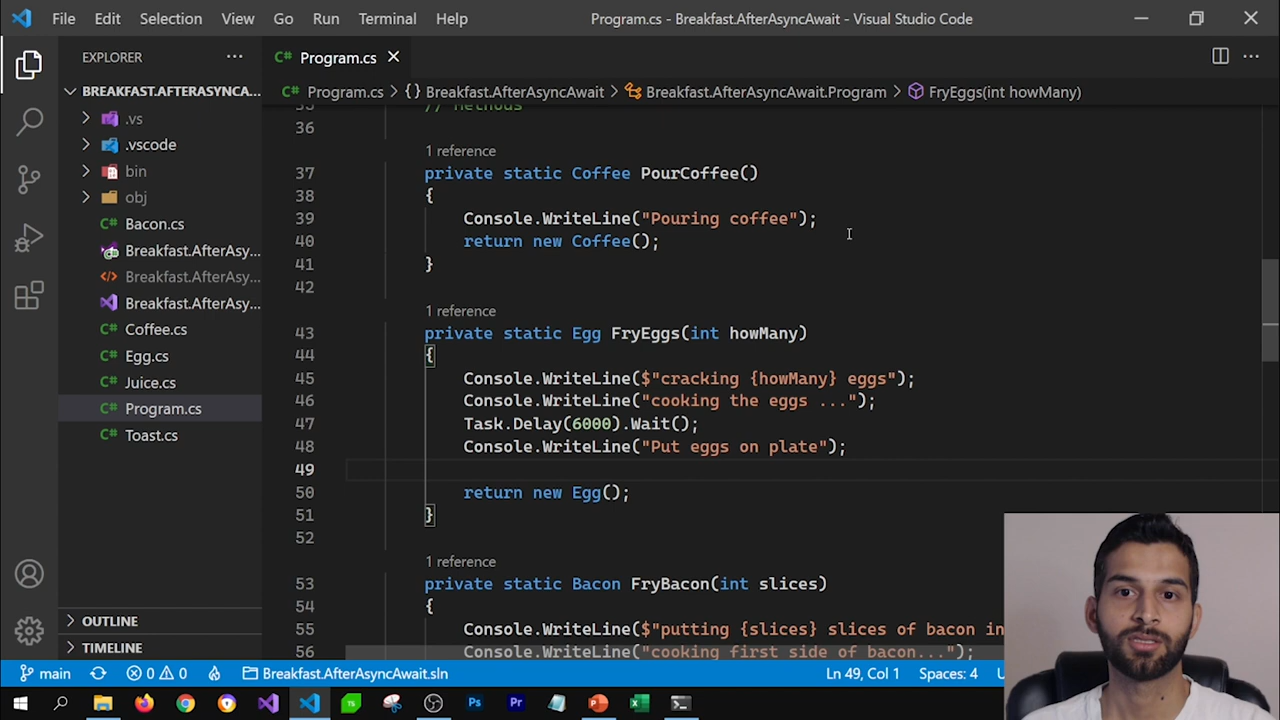 File Edit Selection View Go Run Terminal Help Program.cs - Breakfast.AfterAsyncAwait - Visual Studio Code
EXPLORER ···
Program.cs
BREAKFAST.AFTERASYNCA...
Program.cs > {} Breakfast.AfterAsyncAwait > Breakfast.AfterAsyncAwait.Program > FryEggs(int howMany)
.vs
.vscode
bin
obj
Bacon.cs
Breakfast.AfterAsy...
Breakfast.AfterAsy...
Breakfast.AfterAsy...
Coffee.cs
Egg.cs
Juice.cs
Program.cs
Toast.cs
OUTLINE
TIMELINE
35 // Methods
36
1 reference
37 private static Coffee PourCoffee()
38 {
39 Console.WriteLine("Pouring coffee");
40 return new Coffee();
41 }
42
1 reference
43 private static Egg FryEggs(int howMany)
44 {
45 Console.WriteLine($"cracking {howMany} eggs");
46 Console.WriteLine("cooking the eggs ...");
47 Task.Delay(6000).Wait();
48 Console.WriteLine("Put eggs on plate");
49
50 return new Egg();
51 }
52
1 reference
53 private static Bacon FryBacon(int slices)
54 {
55 Console.WriteLine($"putting {slices} slices of bacon in
56 Console.WriteLine("cooking first side of bacon...");
main 0 0 Breakfast.AfterAsyncAwait.sln Ln 49, Col 1 Spaces: 4